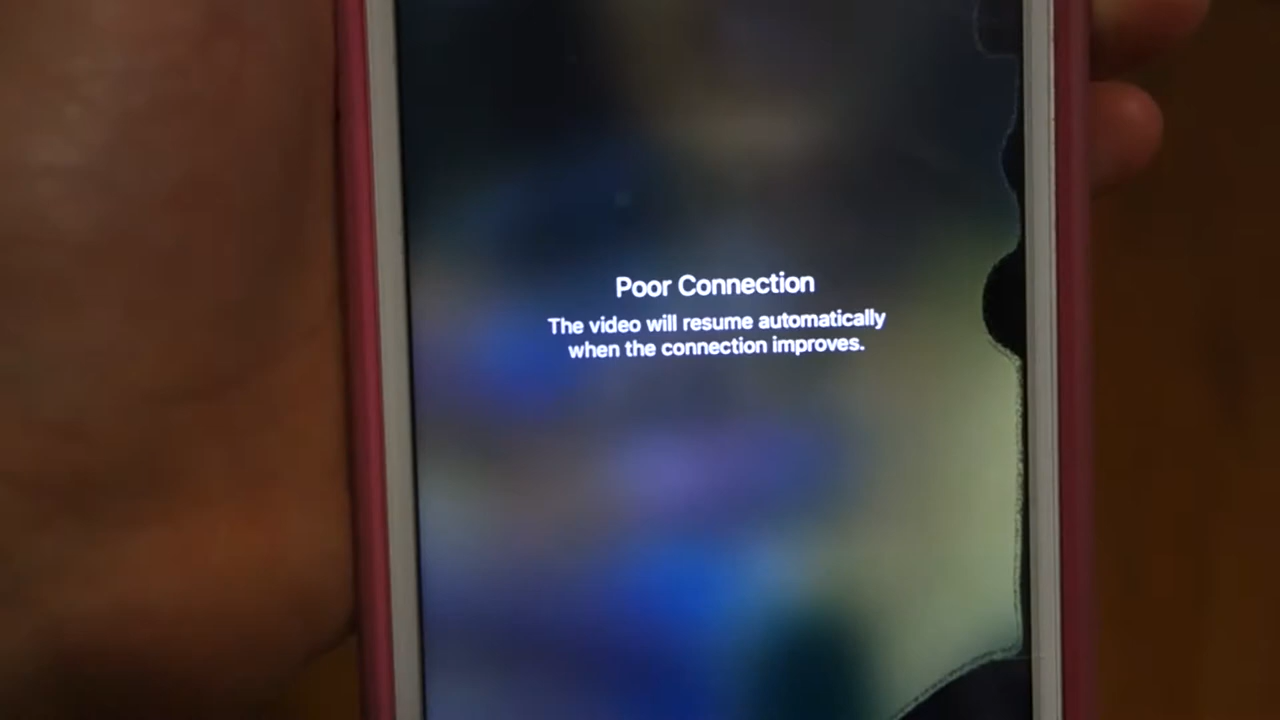 Poor Connection
The video will resume automatically
when the connection improves.